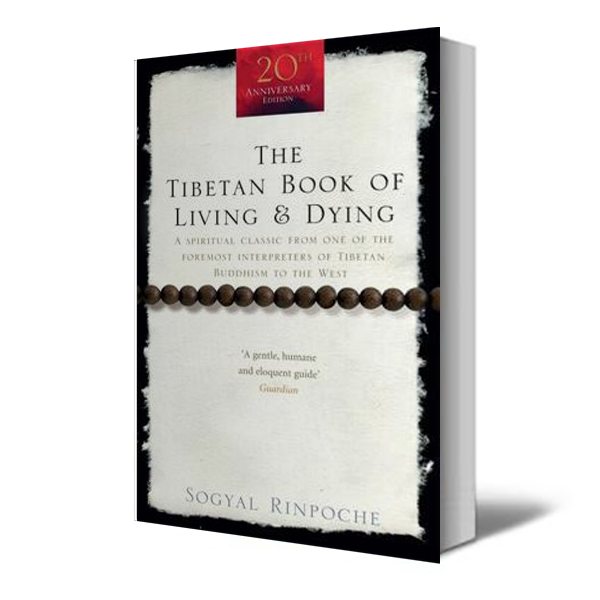 20TH
ANNIVERSARY
EDITION
THE
TIBETAN BOOK OF
LIVING & DYING
A SPIRITUAL CLASSIC FROM ONE OF THE
FOREMOST INTERPRETERS OF TIBETAN
BUDDHISM TO THE WEST
'A gentle, humane
and eloquent guide'
Guardian
SOGYAL RINPOCHE